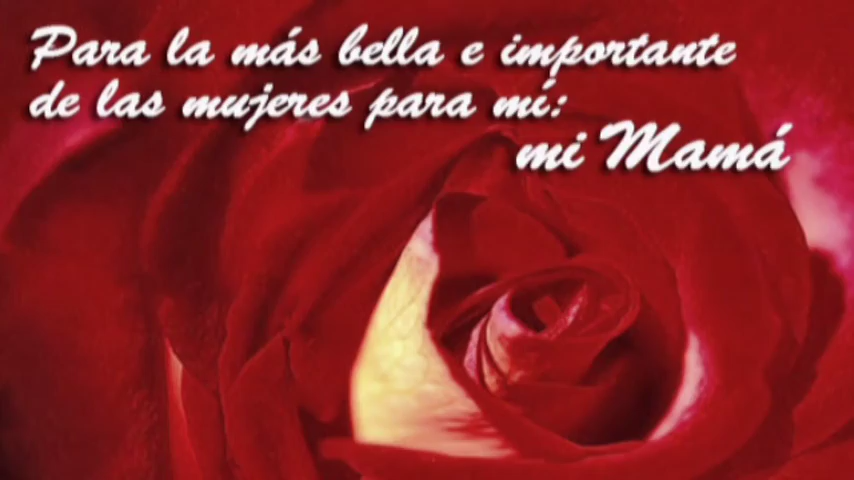 Para la más bella e importante
de las mujeres para mí:
mi Mamá